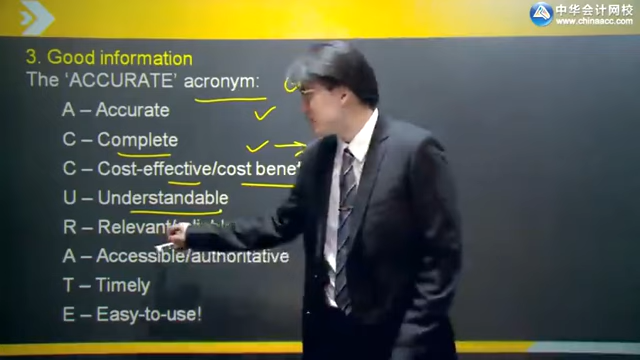 中华会计网校
www.chinaacc.com
3. Good information
The 'ACCURATE' acronym:
A – Accurate
C – Complete
C – Cost-effective/cost
U – Understandable
R – Relevant/
A – Accessible/authoritative
T – Timely
E – Easy-to-use!